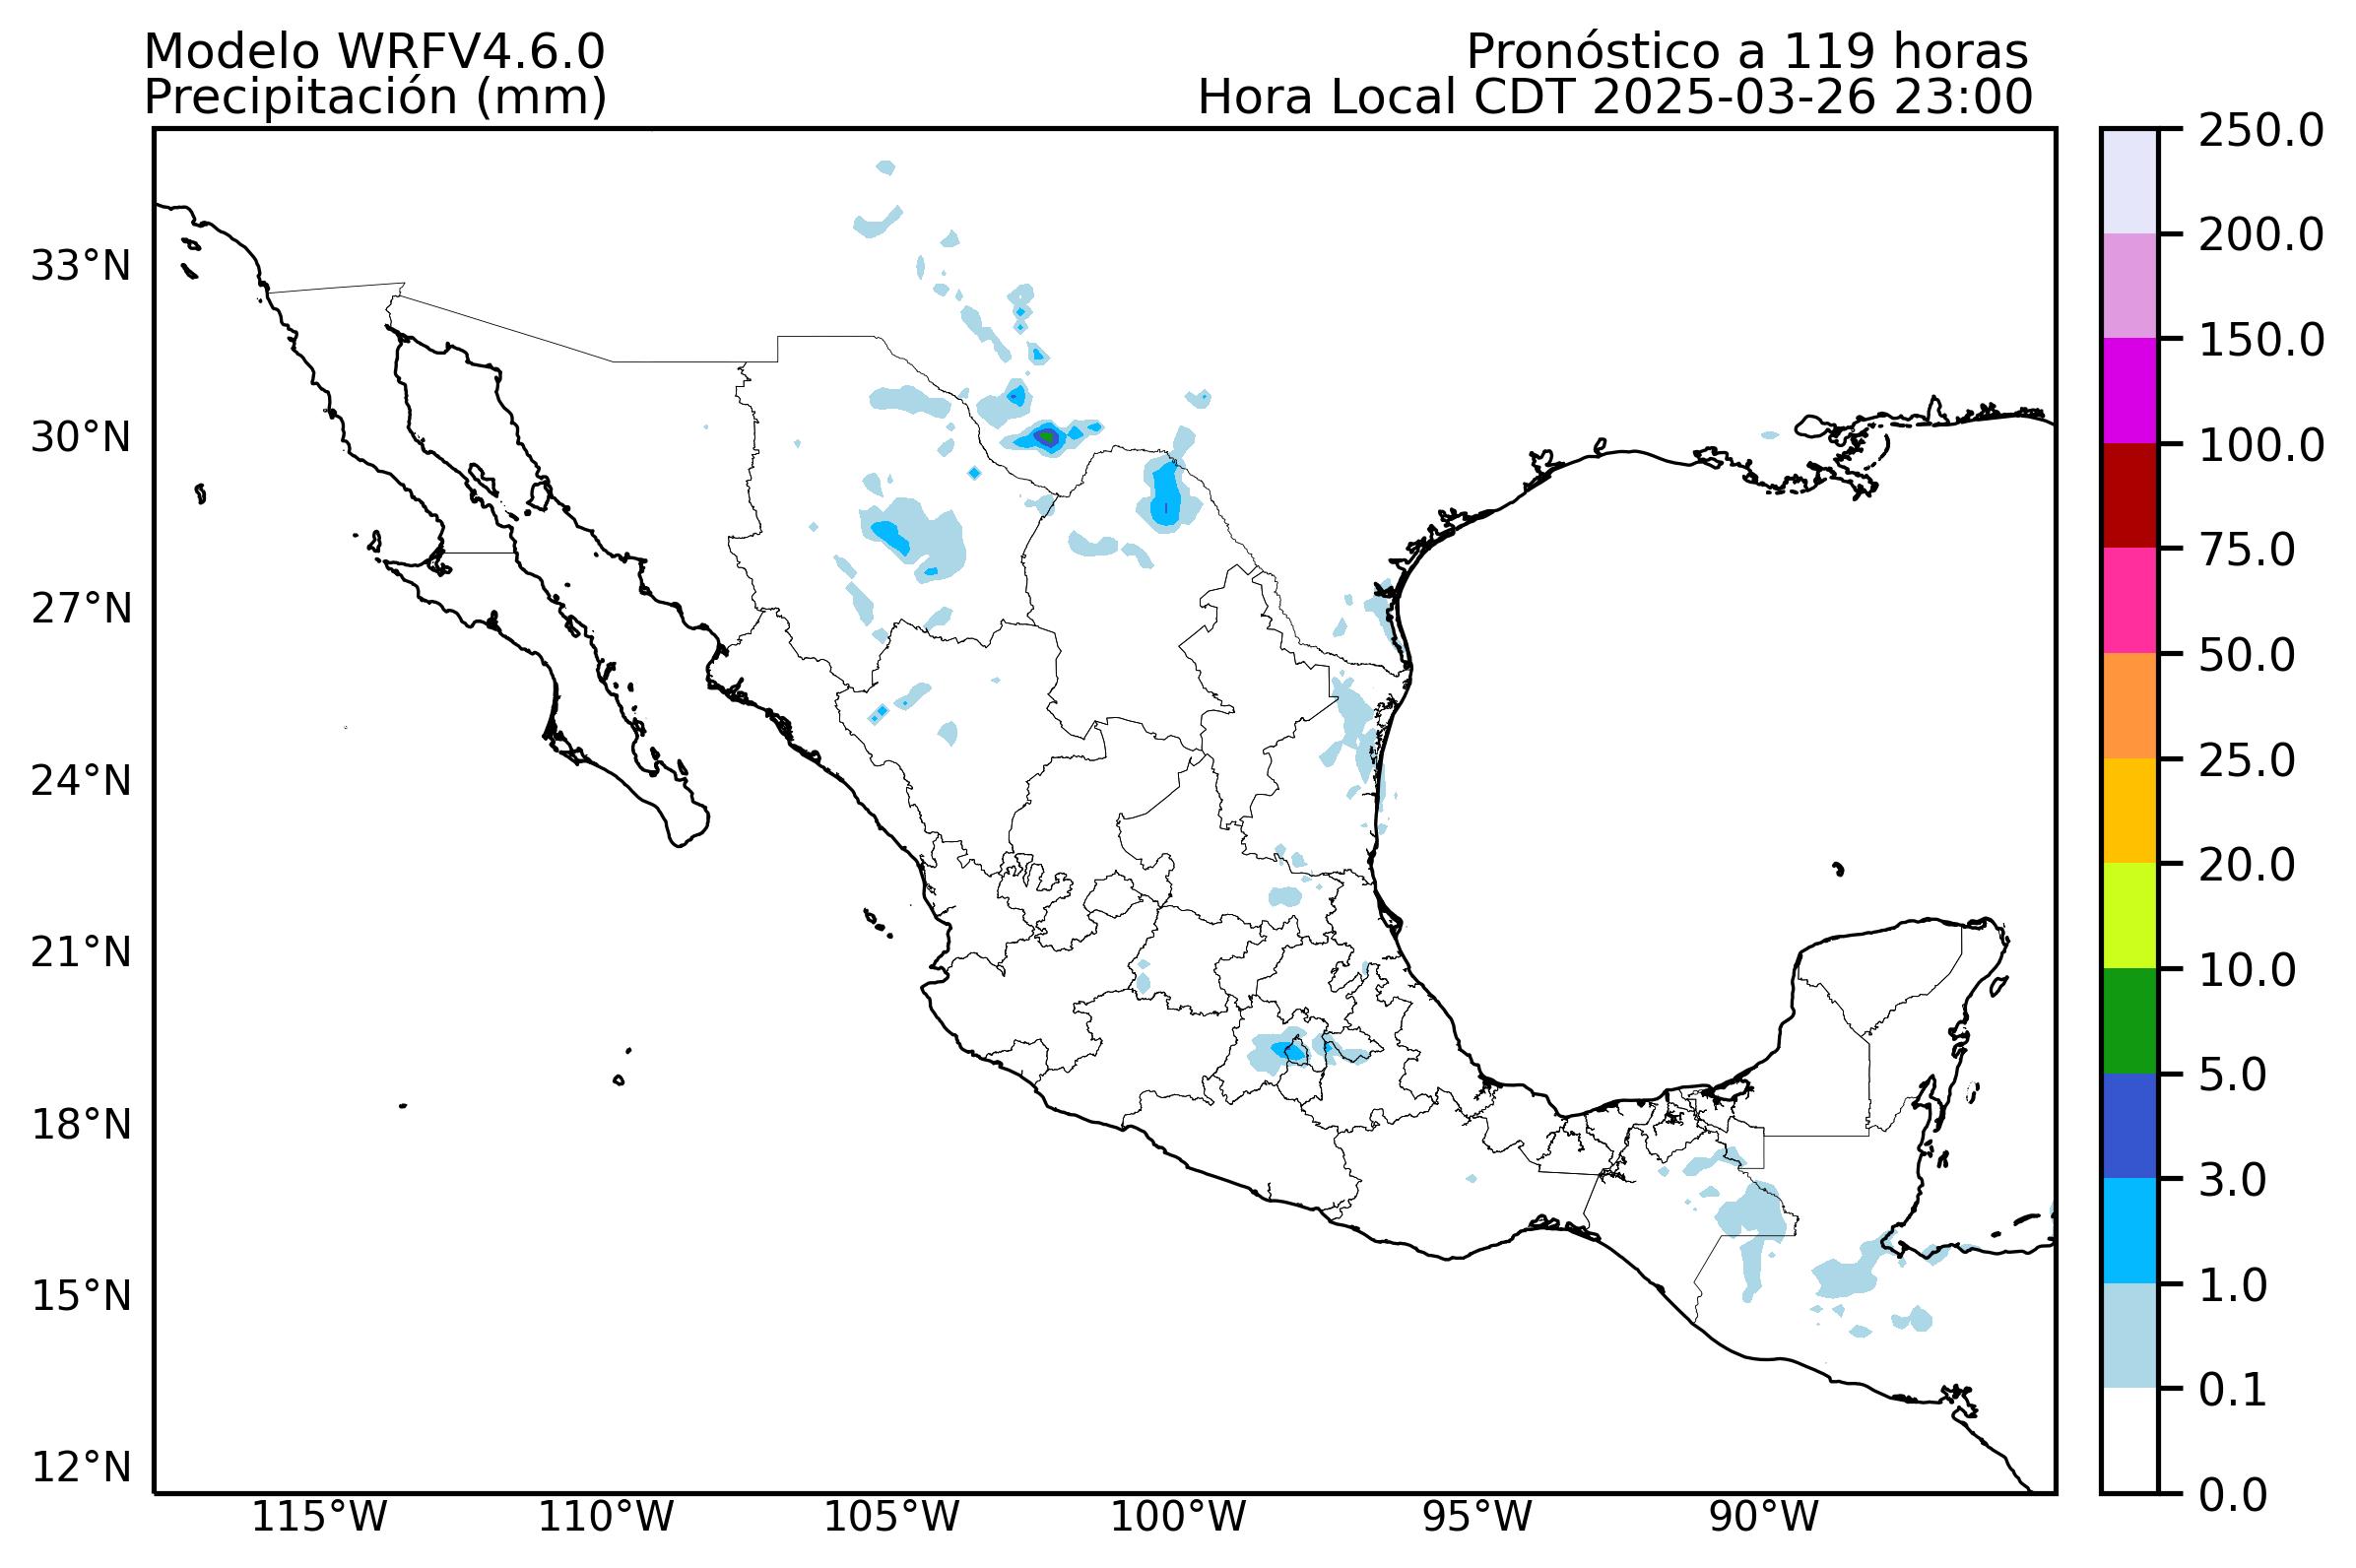 Modelo WRFV4.6.0
Pronóstico a 119 horas
Precipitación (mm)
Hora Local CDT 2025-03-26 23:00
33°N
30°N
27°N
24°N
21°N
18°N
15°N
12°N
115°W
110°W
105°W
100°W
95°W
90°W
250.0
200.0
150.0
100.0
75.0
50.0
25.0
20.0
10.0
5.0
3.0
1.0
0.1
0.0